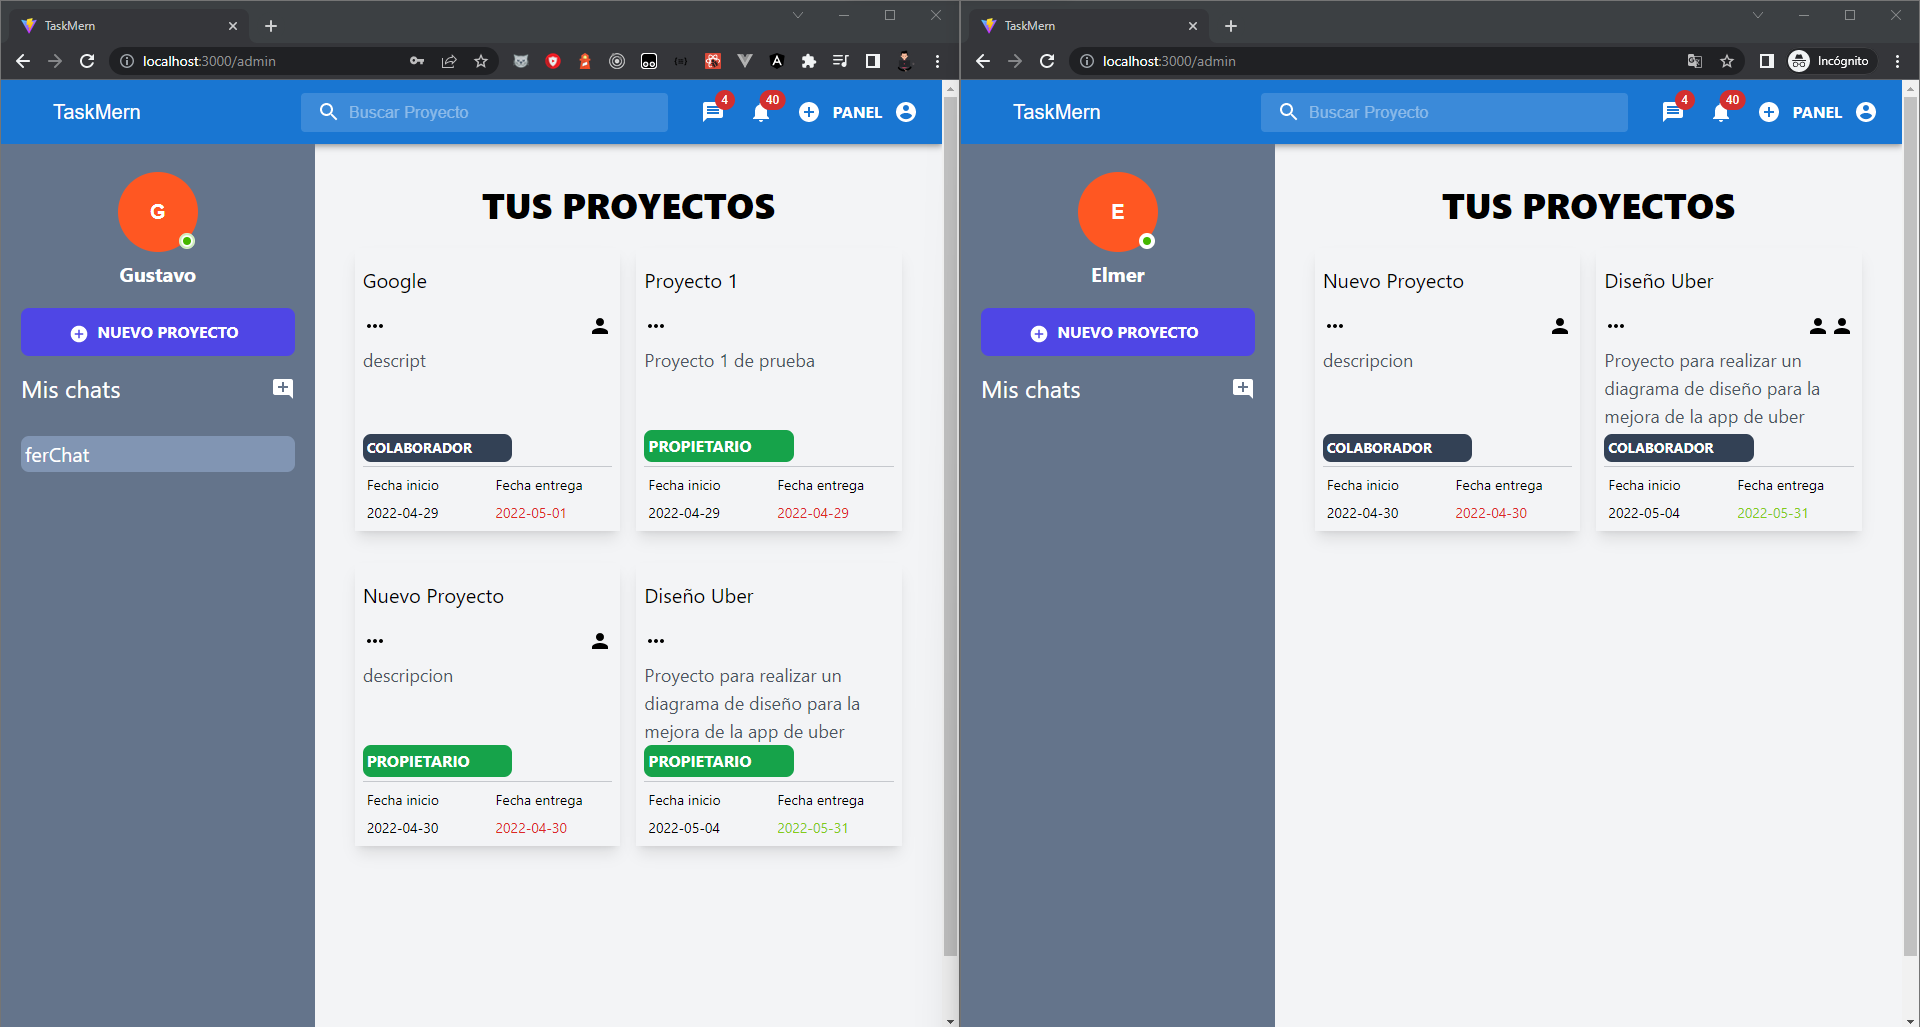 TaskMern
localhost:3000/admin
TaskMern
Buscar Proyecto
4
40
PANEL
G
Gustavo
NUEVO PROYECTO
Mis chats
ferChat
TUS PROYECTOS
Google
descript
COLABORADOR
Fecha inicio
Fecha entrega
2022-04-29
2022-05-01
Proyecto 1
Proyecto 1 de prueba
PROPIETARIO
Fecha inicio
Fecha entrega
2022-04-29
2022-04-29
Nuevo Proyecto
descripcion
PROPIETARIO
Fecha inicio
Fecha entrega
2022-04-30
2022-04-30
Diseño Uber
Proyecto para realizar un
diagrama de diseño para la
mejora de la app de uber
PROPIETARIO
Fecha inicio
Fecha entrega
2022-05-04
2022-05-31
TaskMern
localhost:3000/admin
Incógnito
TaskMern
Buscar Proyecto
4
40
PANEL
E
Elmer
NUEVO PROYECTO
Mis chats
TUS PROYECTOS
Nuevo Proyecto
descripcion
COLABORADOR
Fecha inicio
Fecha entrega
2022-04-30
2022-04-30
Diseño Uber
Proyecto para realizar un
diagrama de diseño para la
mejora de la app de uber
COLABORADOR
Fecha inicio
Fecha entrega
2022-05-04
2022-05-31